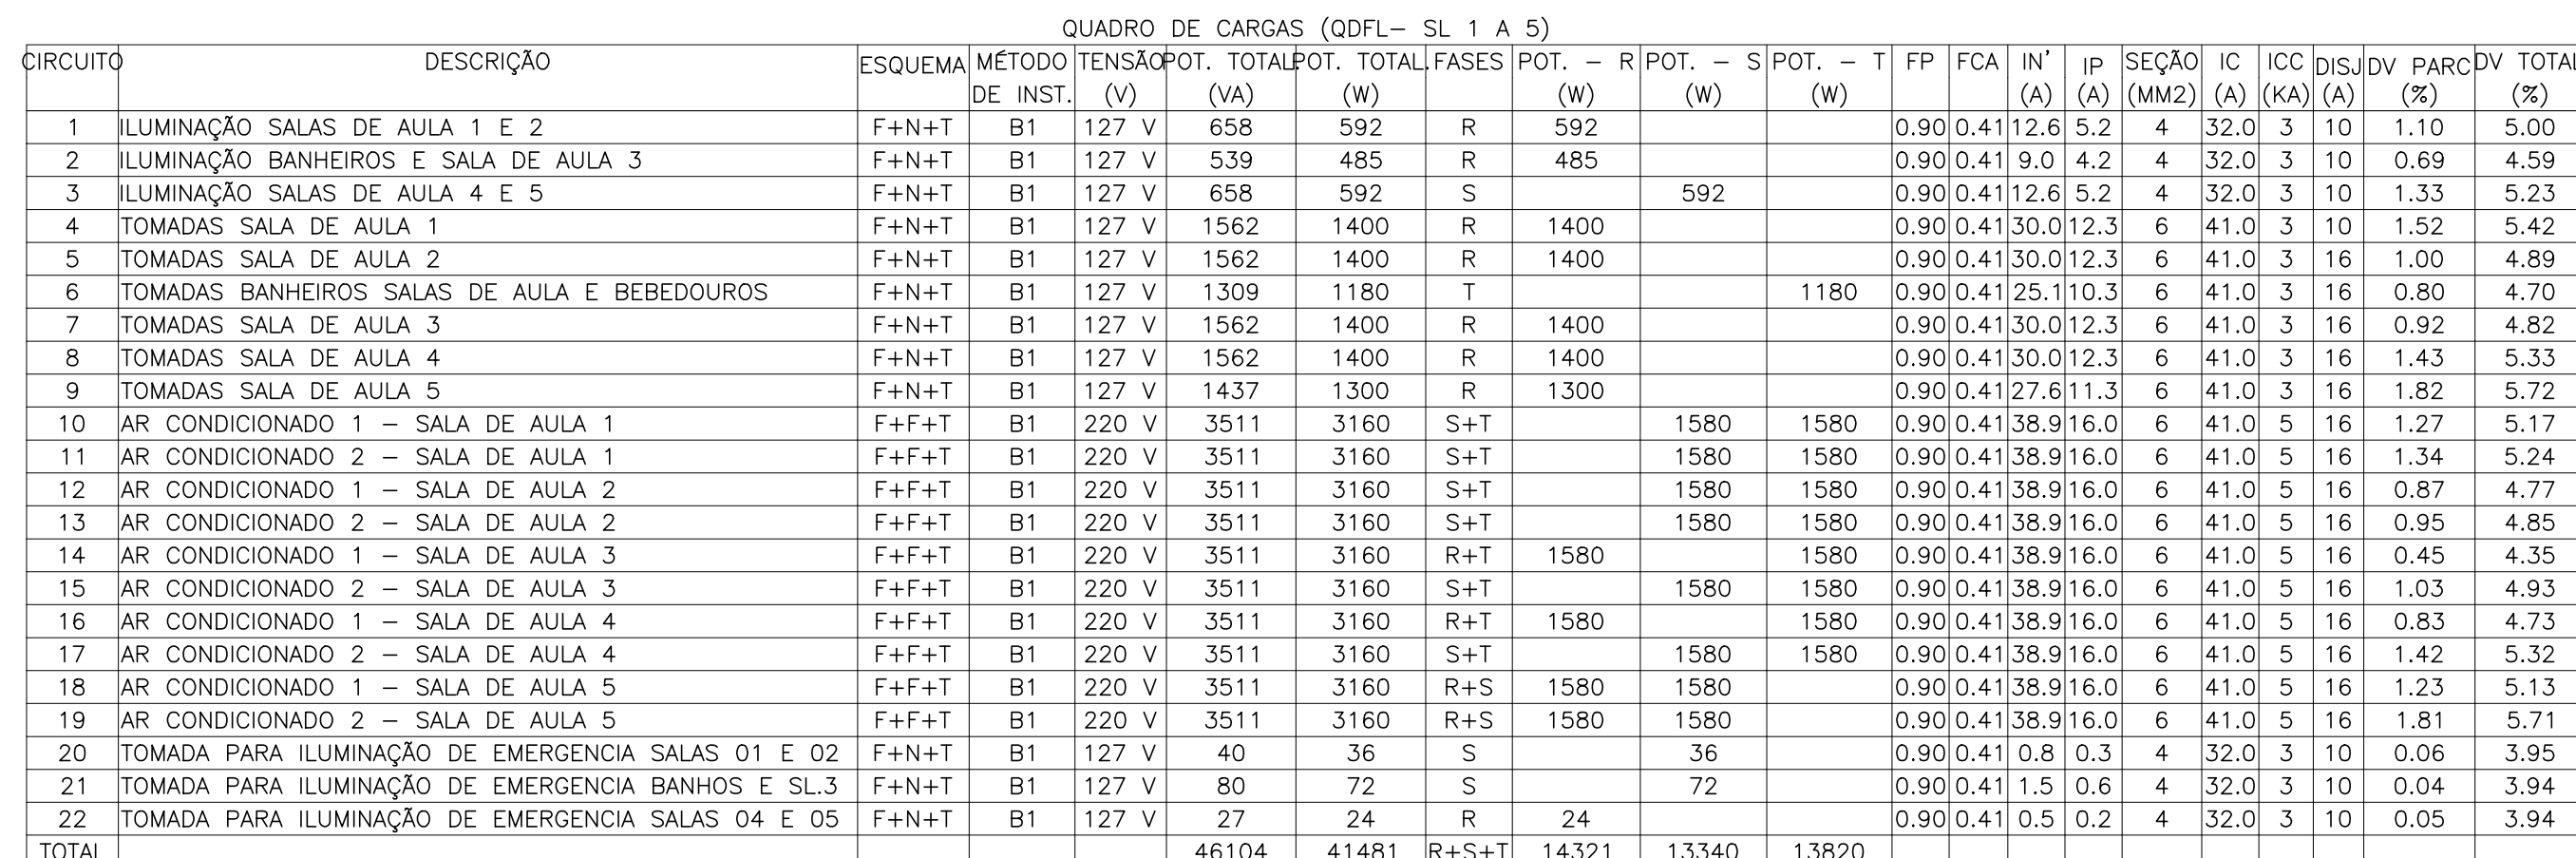 QUADRO DE CARGAS (QDFL– SL 1 A 5)
CIRCUITO DESCRIÇÃO ESQUEMA MÉTODO DE INST. TENSÃO (V) POT. TOTAL. (VA) POT. TOTAL. (W) FASES POT. – R (W) POT. – S (W) POT. – T (W) FP FCA IN' (A) IP (A) SEÇÃO (MM2) IC (A) ICC (KA) DISJ (A) DV PARC (%) DV TOTAL (%)
1 ILUMINAÇÃO SALAS DE AULA 1 E 2 F+N+T B1 127 V 658 592 R 592 0.90 0.41 12.6 5.2 4 32.0 3 10 1.10 5.00
2 ILUMINAÇÃO BANHEIROS E SALA DE AULA 3 F+N+T B1 127 V 539 485 R 485 0.90 0.41 9.0 4.2 4 32.0 3 10 0.69 4.59
3 ILUMINAÇÃO SALAS DE AULA 4 E 5 F+N+T B1 127 V 658 592 S 592 0.90 0.41 12.6 5.2 4 32.0 3 10 1.33 5.23
4 TOMADAS SALA DE AULA 1 F+N+T B1 127 V 1562 1400 R 1400 0.90 0.41 30.0 12.3 6 41.0 3 10 1.52 5.42
5 TOMADAS SALA DE AULA 2 F+N+T B1 127 V 1562 1400 R 1400 0.90 0.41 30.0 12.3 6 41.0 3 16 1.00 4.89
6 TOMADAS BANHEIROS SALAS DE AULA E BEBEDOUROS F+N+T B1 127 V 1309 1180 T 1180 0.90 0.41 25.1 10.3 6 41.0 3 16 0.80 4.70
7 TOMADAS SALA DE AULA 3 F+N+T B1 127 V 1562 1400 R 1400 0.90 0.41 30.0 12.3 6 41.0 3 16 0.92 4.82
8 TOMADAS SALA DE AULA 4 F+N+T B1 127 V 1562 1400 R 1400 0.90 0.41 30.0 12.3 6 41.0 3 16 1.43 5.33
9 TOMADAS SALA DE AULA 5 F+N+T B1 127 V 1437 1300 R 1300 0.90 0.41 27.6 11.3 6 41.0 3 16 1.82 5.72
10 AR CONDICIONADO 1 – SALA DE AULA 1 F+F+T B1 220 V 3511 3160 S+T 1580 1580 0.90 0.41 38.9 16.0 6 41.0 5 16 1.27 5.17
11 AR CONDICIONADO 2 – SALA DE AULA 1 F+F+T B1 220 V 3511 3160 S+T 1580 1580 0.90 0.41 38.9 16.0 6 41.0 5 16 1.34 5.24
12 AR CONDICIONADO 1 – SALA DE AULA 2 F+F+T B1 220 V 3511 3160 S+T 1580 1580 0.90 0.41 38.9 16.0 6 41.0 5 16 0.87 4.77
13 AR CONDICIONADO 2 – SALA DE AULA 2 F+F+T B1 220 V 3511 3160 S+T 1580 1580 0.90 0.41 38.9 16.0 6 41.0 5 16 0.95 4.85
14 AR CONDICIONADO 1 – SALA DE AULA 3 F+F+T B1 220 V 3511 3160 R+T 1580 1580 0.90 0.41 38.9 16.0 6 41.0 5 16 0.45 4.35
15 AR CONDICIONADO 2 – SALA DE AULA 3 F+F+T B1 220 V 3511 3160 S+T 1580 1580 0.90 0.41 38.9 16.0 6 41.0 5 16 1.03 4.93
16 AR CONDICIONADO 1 – SALA DE AULA 4 F+F+T B1 220 V 3511 3160 R+T 1580 1580 0.90 0.41 38.9 16.0 6 41.0 5 16 0.83 4.73
17 AR CONDICIONADO 2 – SALA DE AULA 4 F+F+T B1 220 V 3511 3160 S+T 1580 1580 0.90 0.41 38.9 16.0 6 41.0 5 16 1.42 5.32
18 AR CONDICIONADO 1 – SALA DE AULA 5 F+F+T B1 220 V 3511 3160 R+S 1580 1580 0.90 0.41 38.9 16.0 6 41.0 5 16 1.23 5.13
19 AR CONDICIONADO 2 – SALA DE AULA 5 F+F+T B1 220 V 3511 3160 R+S 1580 1580 0.90 0.41 38.9 16.0 6 41.0 5 16 1.81 5.71
20 TOMADA PARA ILUMINAÇÃO DE EMERGENCIA SALAS 01 E 02 F+N+T B1 127 V 40 36 S 36 0.90 0.41 0.8 0.3 4 32.0 3 10 0.06 3.95
21 TOMADA PARA ILUMINAÇÃO DE EMERGENCIA BANHOS E SL.3 F+N+T B1 127 V 80 72 S 72 0.90 0.41 1.5 0.6 4 32.0 3 10 0.04 3.94
22 TOMADA PARA ILUMINAÇÃO DE EMERGENCIA SALAS 04 E 05 F+N+T B1 127 V 27 24 R 24 0.90 0.41 0.5 0.2 4 32.0 3 10 0.05 3.94
TOTAL 46104 41481 R+S+T 14321 13340 13820